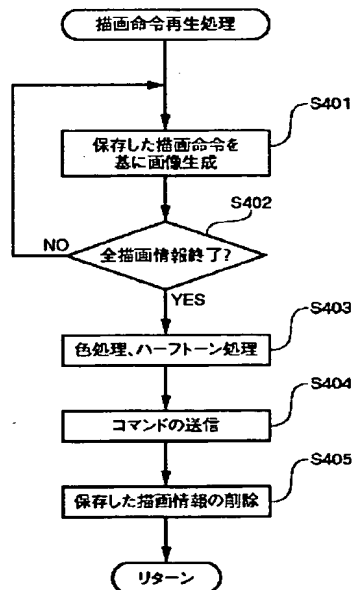 描画命令再生処理
S401
保存した描画命令を
基に画像生成
S402
NO
全描画情報終了?
YES
S403
色処理、ハーフトーン処理
S404
コマンドの送信
S405
保存した描画情報の削除
リターン